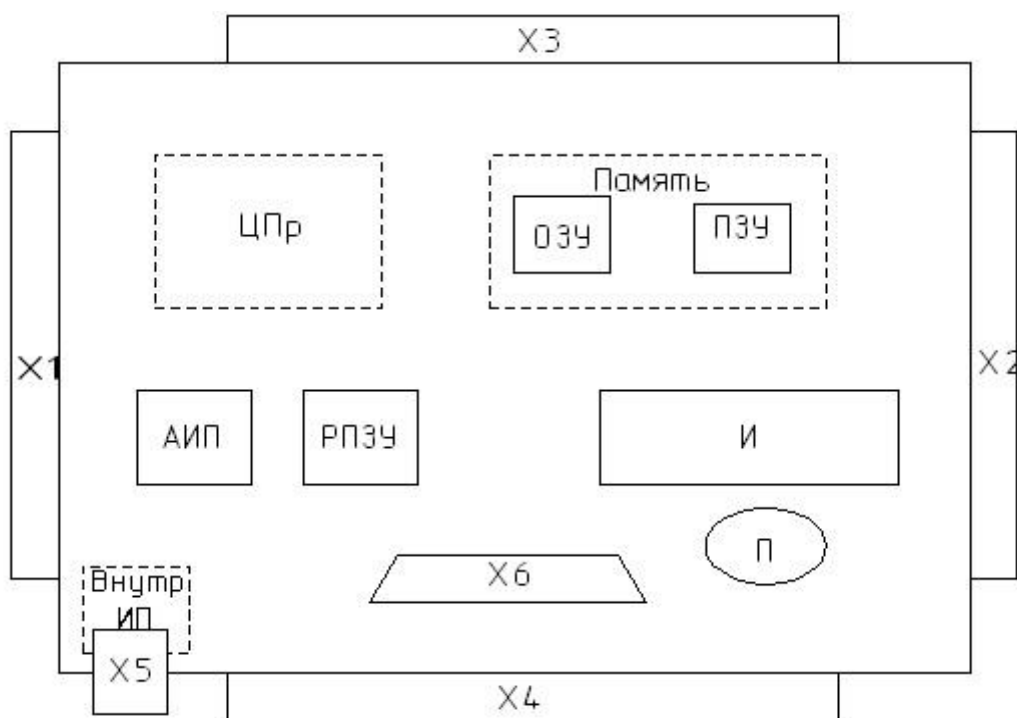 X3
Память
ЦПр
ОЗУ
ПЗУ
X1
X2
АИП
РПЗУ
И
П
X6
Внутр
ИП
X5
X4